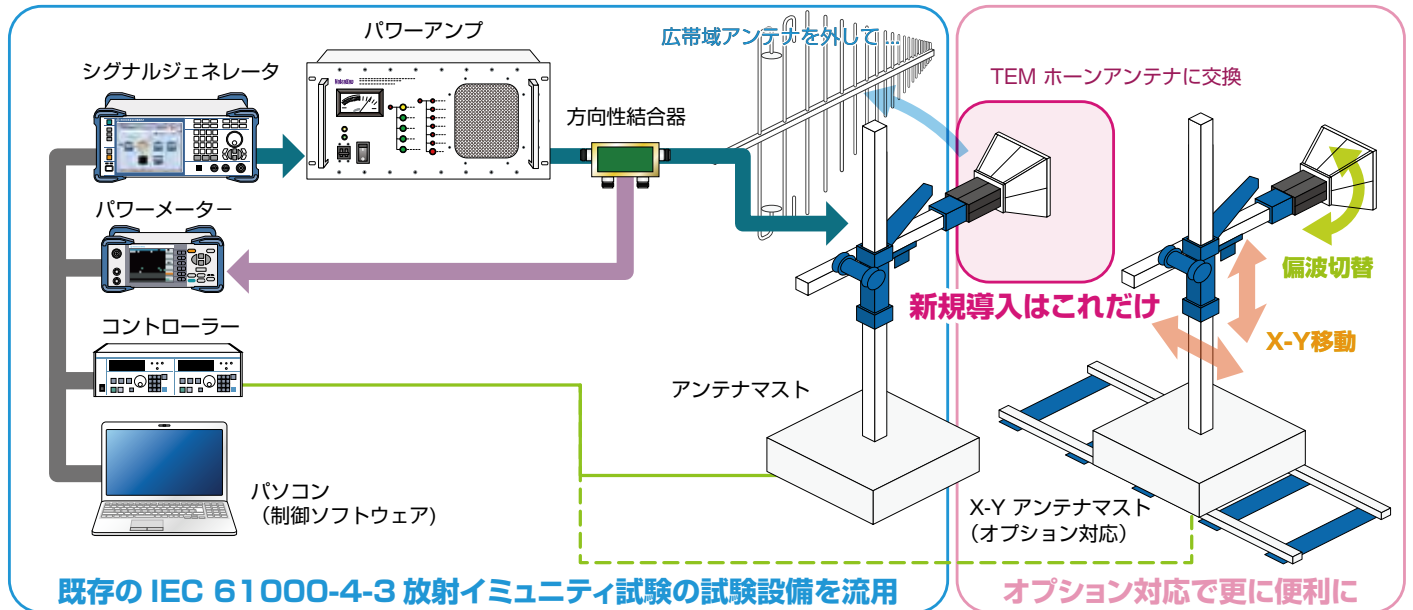 パワーアンプ
シグナルジェネレータ
方向性結合器
広帯域アンテナを外して ...
TEM ホーンアンテナに交換
パワーメーター
偏波切替
新規導入はこれだけ
X-Y移動
コントローラー
アンテナマスト
パソコン
（制御ソフトウェア)
X-Y アンテナマスト
（オプション対応）
既存の IEC 61000-4-3 放射イミュニティ試験の試験設備を流用
オプション対応で更に便利に